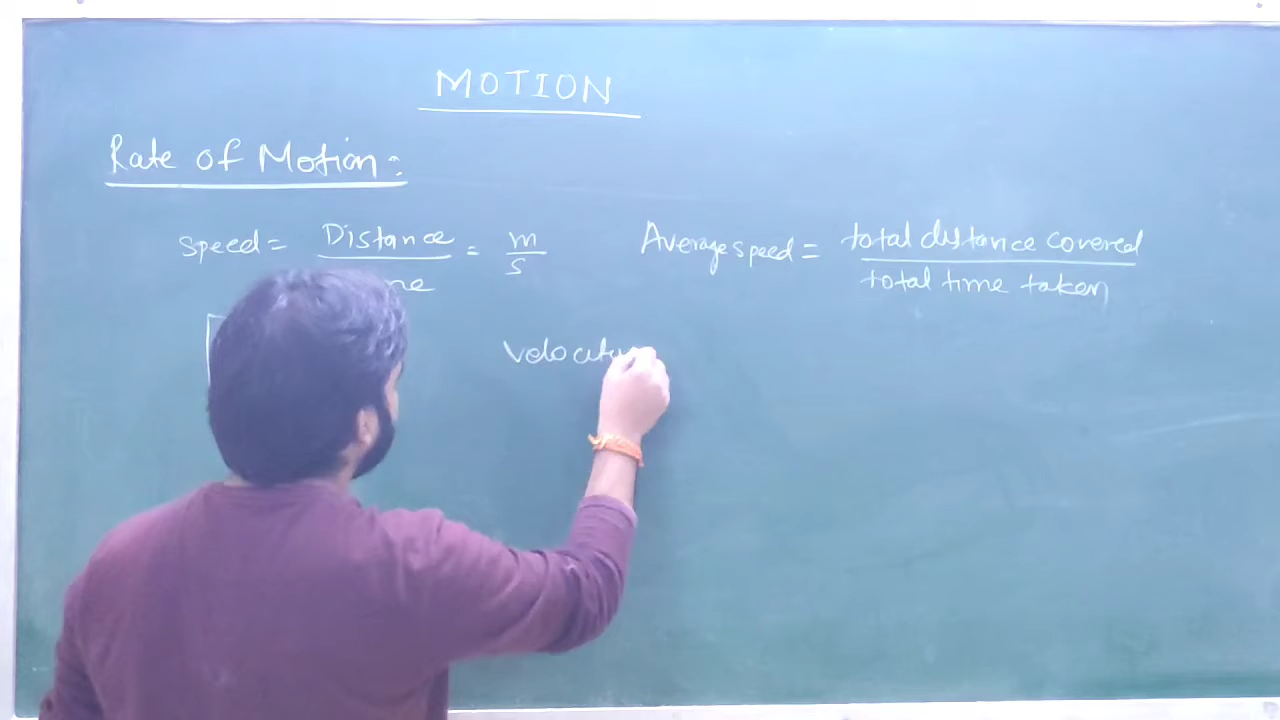 MOTION
Rate of Motion:
Speed = Distance = m Average speed = total distance covered
s total time taken